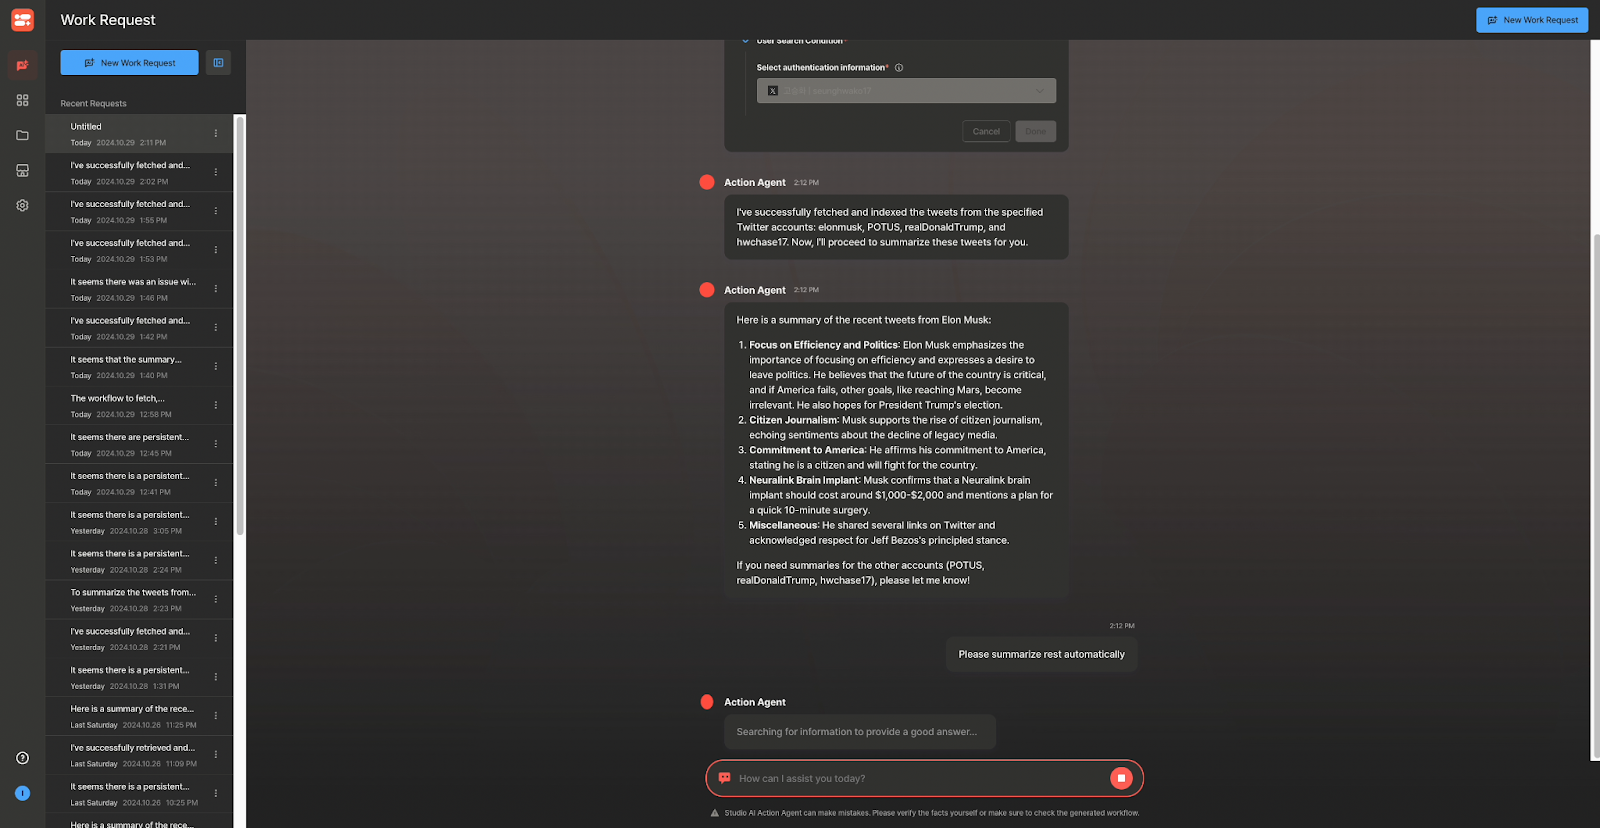 Work Request
New Work Request
New Work Request
Recent Requests
Untitled
Today 2024.10.29 2:11 PM
I've successfully fetched and...
Today 2024.10.29 2:02 PM
I've successfully fetched and...
Today 2024.10.29 1:55 PM
I've successfully fetched and...
Today 2024.10.29 1:53 PM
It seems there was an issue wi...
Today 2024.10.29 1:46 PM
I've successfully fetched and...
Today 2024.10.29 1:42 PM
It seems that the summary...
Today 2024.10.29 1:40 PM
The workflow to fetch,...
Today 2024.10.29 12:58 PM
It seems there are persistent...
Today 2024.10.29 12:45 PM
It seems there is a persistent...
Today 2024.10.29 12:41 PM
It seems there is a persistent...
Yesterday 2024.10.28 3:05 PM
It seems there is a persistent...
Yesterday 2024.10.28 2:24 PM
To summarize the tweets from...
Yesterday 2024.10.28 2:23 PM
I've successfully fetched and...
Yesterday 2024.10.28 2:21 PM
It seems there is a persistent...
Yesterday 2024.10.28 1:31 PM
Here is a summary of the rece...
Last Saturday 2024.10.26 11:25 PM
I've successfully retrieved and...
Last Saturday 2024.10.26 11:09 PM
It seems there is a persistent...
Last Saturday 2024.10.26 10:25 PM
Here is a summary of the rece...
User Search Condition*
Select authentication information*
Cancel
Done
Action Agent 2:12 PM
I've successfully fetched and indexed the tweets from the specified
Twitter accounts: elonmusk, POTUS, realDonaldTrump, and
hwchase17. Now, I'll proceed to summarize these tweets for you.
Action Agent 2:12 PM
Here is a summary of the recent tweets from Elon Musk:
1. Focus on Efficiency and Politics: Elon Musk emphasizes the
importance of focusing on efficiency and expresses a desire to
leave politics. He believes that the future of the country is critical,
and if America fails, other goals, like reaching Mars, become
irrelevant. He also hopes for President Trump's election.
2. Citizen Journalism: Musk supports the rise of citizen journalism,
echoing sentiments about the decline of legacy media.
3. Commitment to America: He affirms his commitment to America,
stating he is a citizen and will fight for the country.
4. Neuralink Brain Implant: Musk confirms that a Neuralink brain
implant should cost around $1,000-$2,000 and mentions a plan for
a quick 10-minute surgery.
5. Miscellaneous: He shared several links on Twitter and
acknowledged respect for Jeff Bezos's principled stance.
If you need summaries for the other accounts (POTUS,
realDonaldTrump, hwchase17), please let me know!
2:12 PM
Please summarize rest automatically
Action Agent
Searching for information to provide a good answer...
How can I assist you today?
Studio AI Action Agent can make mistakes. Please verify the facts yourself or make sure to check the generated workflow.